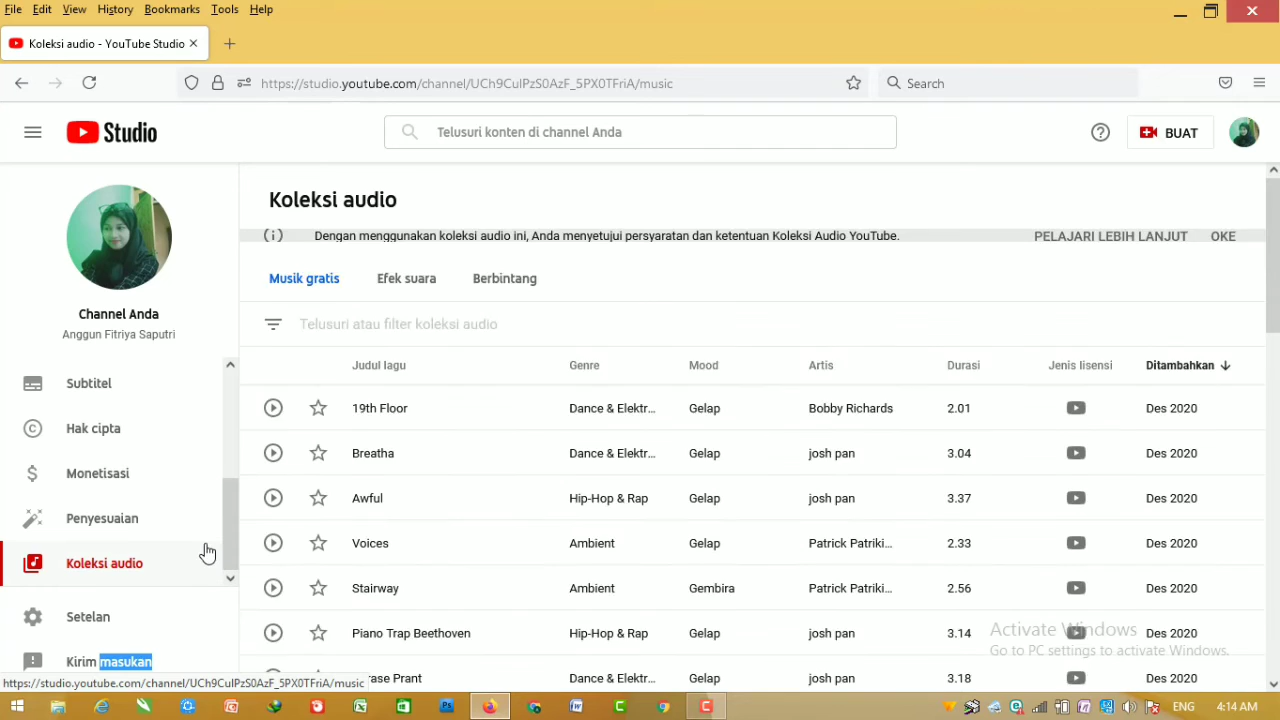 File Edit View History Bookmarks Tools Help
Koleksi audio - YouTube Studio
https://studio.youtube.com/channel/UCh9CuIPzS0AzF_5PX0TFriA/music
Search
Studio
Telusuri konten di channel Anda
BUAT
Channel Anda
Anggun Fitriya Saputri
Subtitel
Hak cipta
Monetisasi
Penyesuaian
Koleksi audio
Setelan
Kirim masukan
https://studio.youtube.com/channel/UCh9CuIPzS0AzF_5PX0TFriA/music
Koleksi audio
Dengan menggunakan koleksi audio ini, Anda menyetujui persyaratan dan ketentuan Koleksi Audio YouTube. PELAJARI LEBIH LANJUT OKE
Musik gratis Efek suara Berbintang
Telusuri atau filter koleksi audio
Judul lagu Genre Mood Artis Durasi Jenis lisensi Ditambahkan
19th Floor Dance & Elektr... Gelap Bobby Richards 2.01 Des 2020
Breatha Dance & Elektr... Gelap josh pan 3.04 Des 2020
Awful Hip-Hop & Rap Gelap josh pan 3.37 Des 2020
Voices Ambient Gelap Patrick Patriki... 2.33 Des 2020
Stairway Ambient Gembira Patrick Patriki... 2.56 Des 2020
Piano Trap Beethoven Hip-Hop & Rap Gelap josh pan 3.14 Des 2020
rase Prant Dance & Elektr... Gelap josh pan 3.18 Des 2020
Activate Windows
Go to PC settings to activate Windows.
ENG 4:14 AM